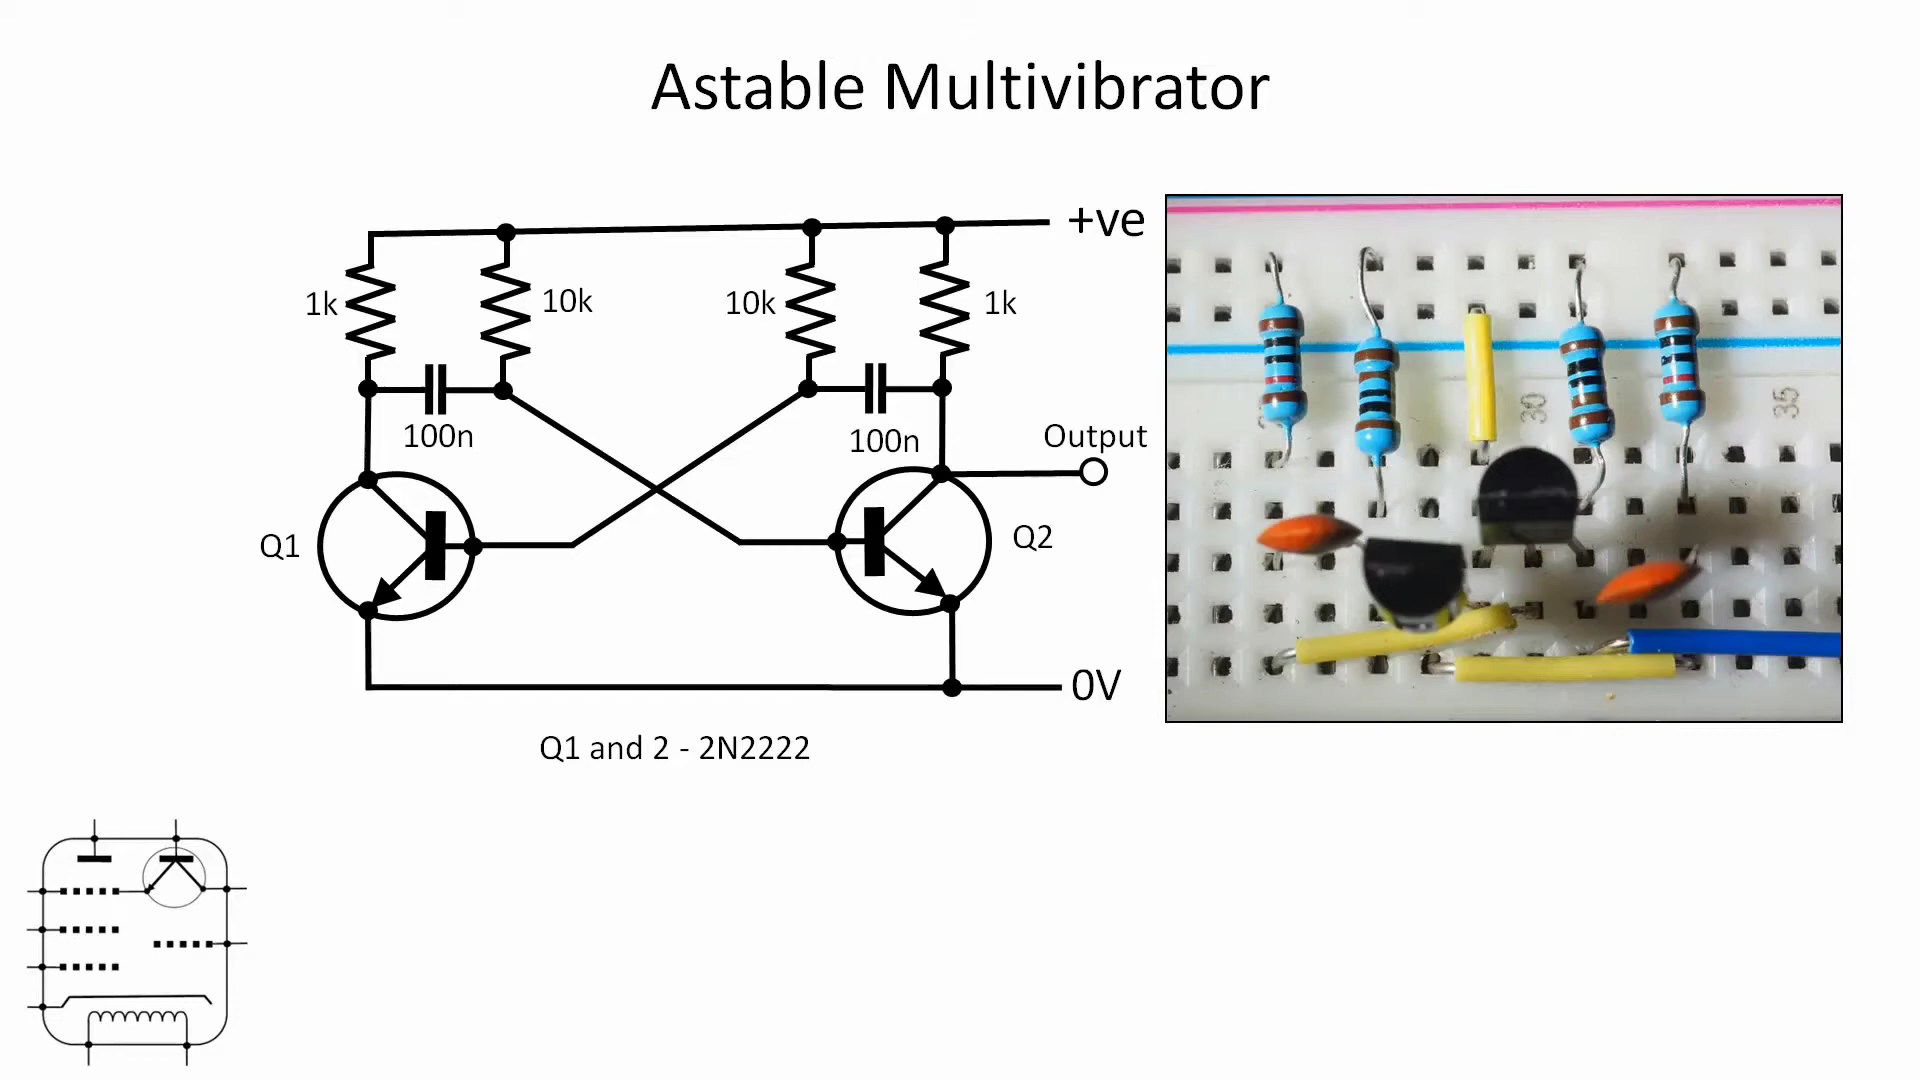 Astable Multivibrator
+ve
1k
10k
10k
1k
100n
100n
Output
Q1
Q2
0V
Q1 and 2 - 2N2222
30
35